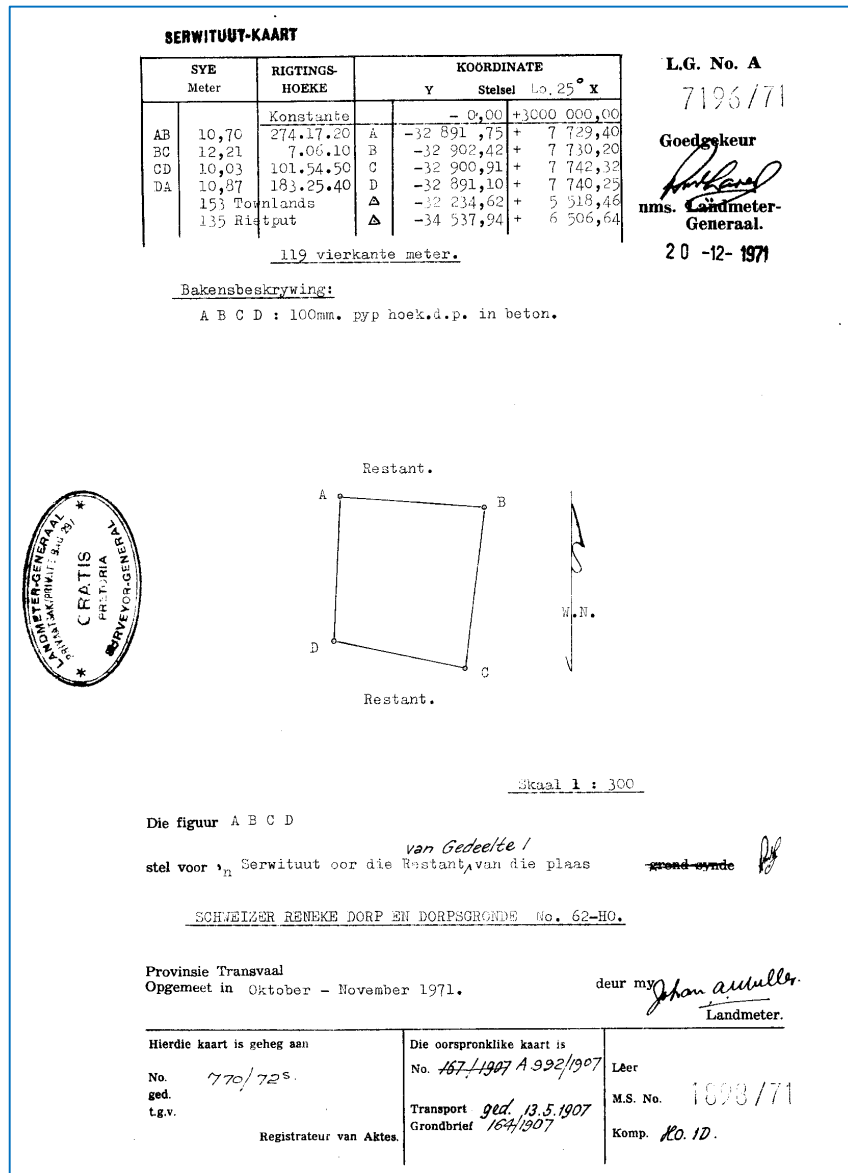 SERWITUUT-KAART
SYE Meter RIGTINGS-HOEKE KOÖRDINATE Y Stelsel Lo. 25° X
Konstante - 0,00 +3000 000,00
AB 10,70 274.17.20 A -32 891,75 + 7 729,40
BC 12,21 7.06.10 B -32 902,42 + 7 730,20
CD 10,03 101.54.50 C -32 900,91 + 7 742,32
DA 10,87 183.25.40 D -32 891,10 + 7 740,25
153 Townlands △ -32 234,62 + 5 518,46
135 Rietput △ -34 537,94 + 6 506,64
L.G. No. A
7196/71
Goedgekeur
nms. Landmeter-
Generaal.
20 -12- 1971
119 vierkante meter.
Bakensbeskrywing:
A B C D : 100mm. pyp hoek.d.p. in beton.
Restant.
A
B
W.N.
D
C
Restant.
LANDMETER-GENERAAL
PRIVAATSAK/PRIVATE BAG 291
GRATIS
PRETORIA
SURVEYOR-GENERAL
Skaal 1 : 300
Die figuur A B C D
van Gedeelte 1
stel voor 'n Serwituut oor die Restant van die plaas grond synde
SCHWEIZER RENEKE DORP EN DORPSGRONDE No. 62-HO.
Provinsie Transvaal
Opgemeet in Oktober - November 1971.
deur my
Landmeter.
Hierdie kaart is geheg aan
No. 770/72 S.
ged.
t.g.v.
Registrateur van Aktes.
Die oorspronklike kaart is
No. 167/1907 A 992/1907
Transport ged. 13.5.1907
Grondbrief 164/1907
Lêer
M.S. No. 1898/71
Komp. HO. 1D.